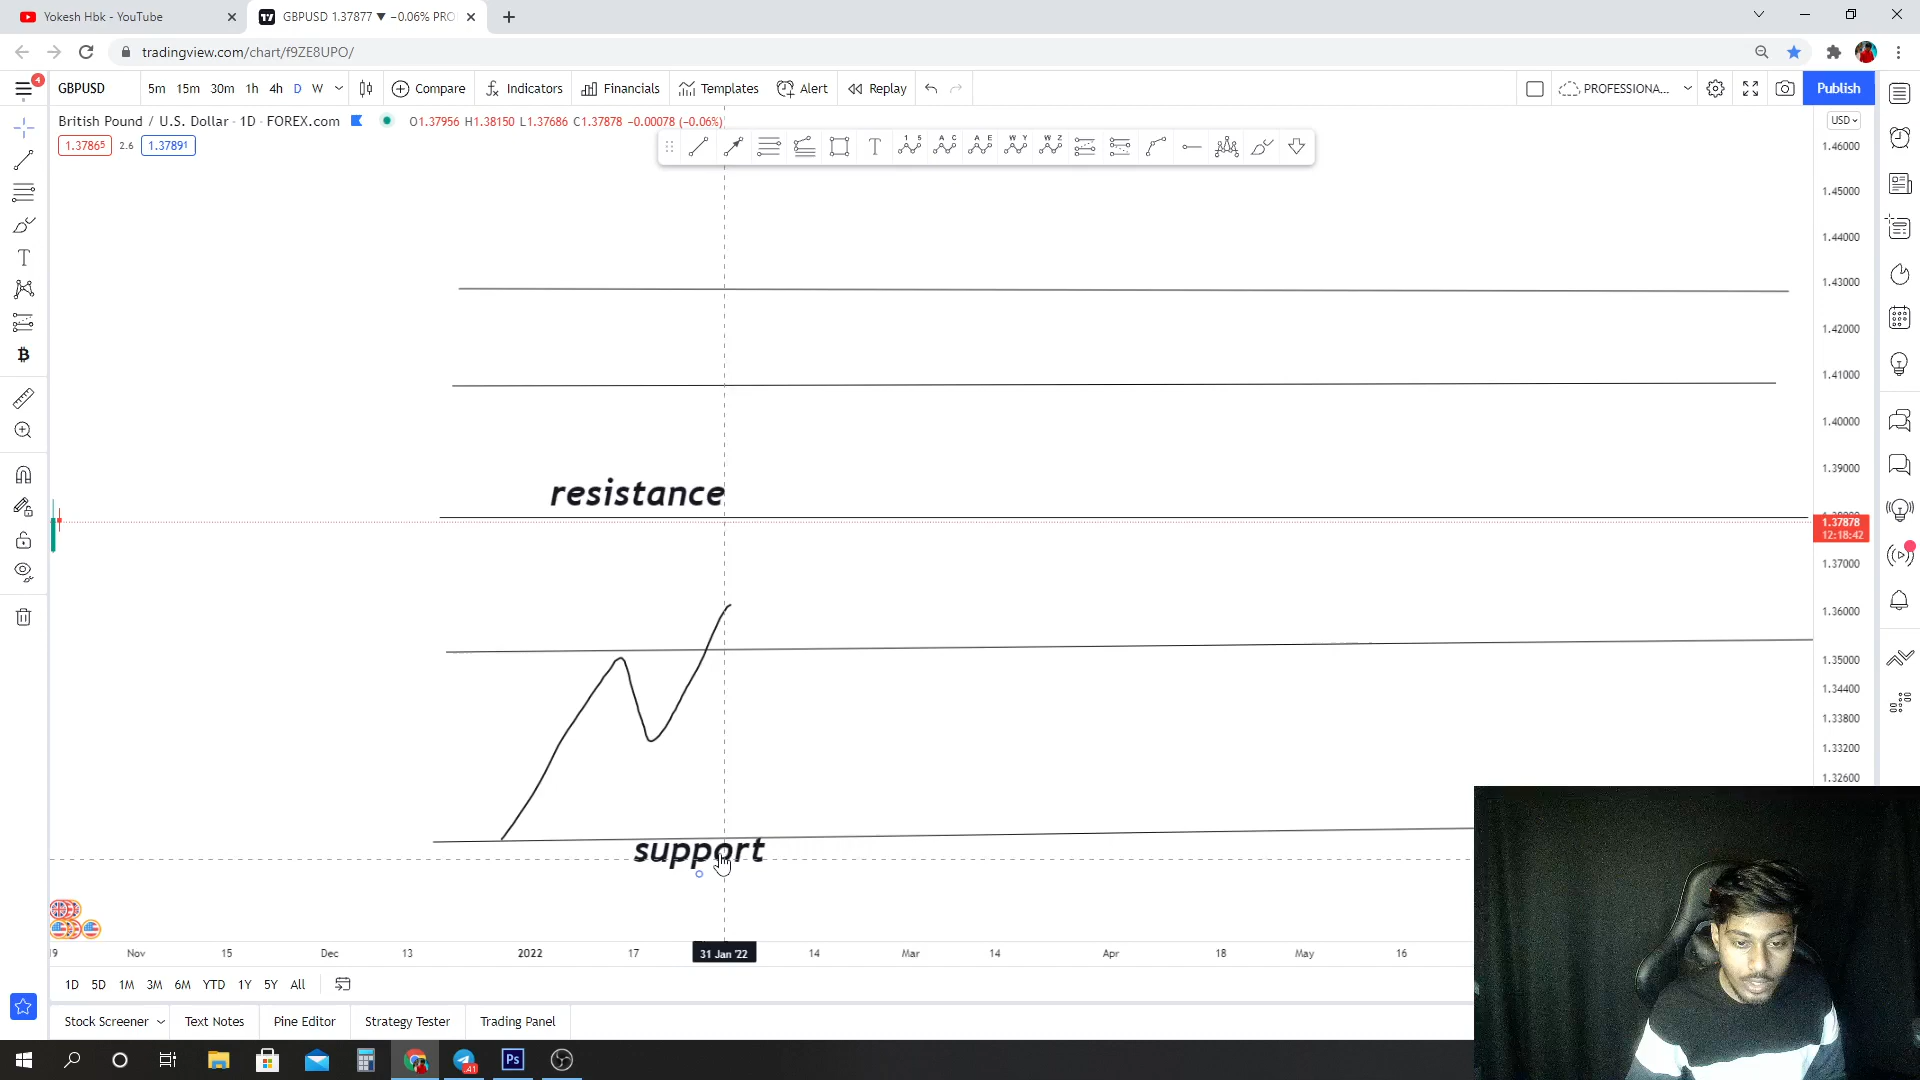 Yokesh Hbk - YouTube
GBPUSD 1.37877 ▼ −0.06% PRO
tradingview.com/chart/f9ZE8UPO/
4
GBPUSD 5m 15m 30m 1h 4h D W Compare Indicators Financials Templates Alert Replay PROFESSIONA... Publish
British Pound / U.S. Dollar · 1D · FOREX.com O1.37956 H1.38150 L1.37686 C1.37878 −0.00078 (−0.06%)
USD
1.37865 2.6 1.37891
1.46000
1.45000
1.44000
1.43000
1.42000
1.41000
1.40000
1.39000
resistance
1.37878
12:18:42
1.37000
1.36000
1.35000
1.34400
1.33800
1.33200
1.32600
support
19 Nov 15 Dec 13 2022 17 31 Jan '22 14 Mar 14 Apr 18 May 16
1D 5D 1M 3M 6M YTD 1Y 5Y All
Stock Screener Text Notes Pine Editor Strategy Tester Trading Panel
Ps
41